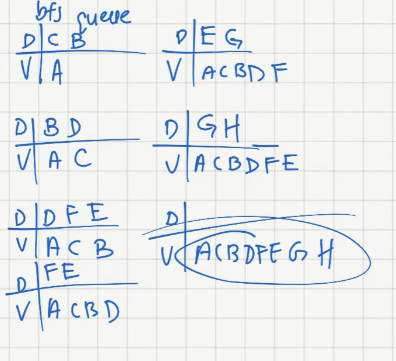 bfs queue
D C B
V A
D B D
V A C
D D F E
V A C B
D F E
V A C B D
D E G
V A C B D F
D G H
V A C B D F E
D
V A C B D F E G H